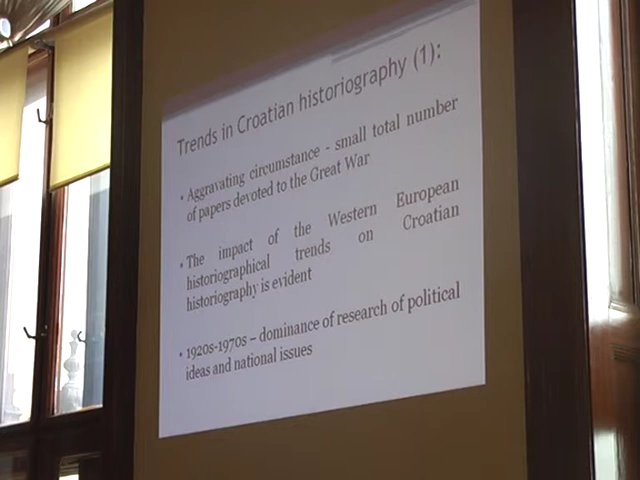 Trends in Croatian historiography (1):
• Aggravating circumstance - small total number
of papers devoted to the Great War
• The impact of the Western European
historiographical trends on Croatian
historiography is evident
• 1920s-1970s – dominance of research of political
ideas and national issues